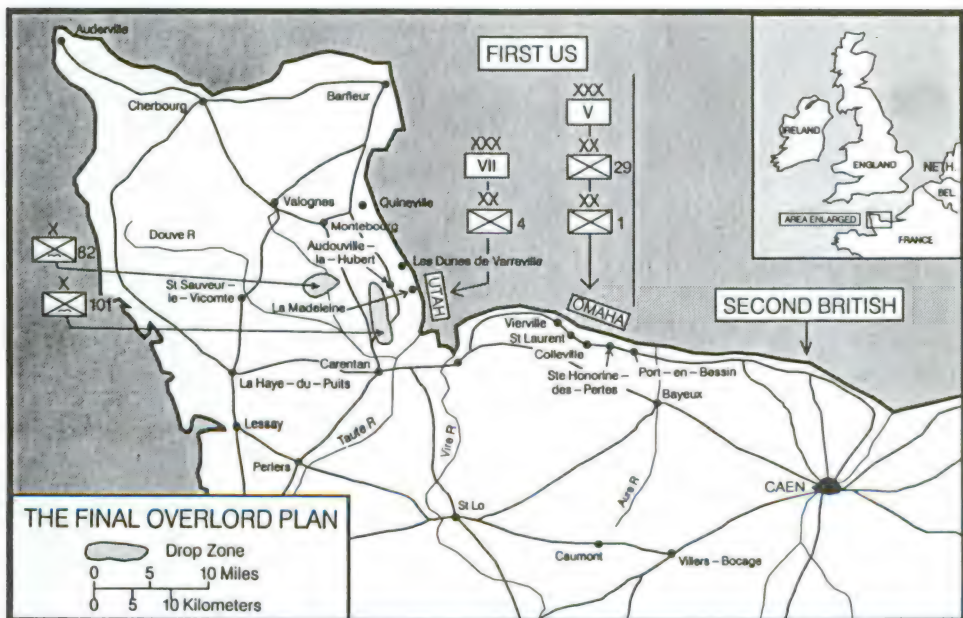 Auderville
Cherbourg
Barfleur
FIRST US
XXX
VII
XX
4
XXX
V
XX
29
XX
1
IRELAND
ENGLAND
NETH.
BEL
AREA ENLARGED
FRANCE
Valognes
Quineville
Montebourg
Douve R
Audouville –
la – Hubert
Les Dunes de Varreville
X
82
St Sauveur –
le – Vicomte
La Madeleine
UTAH
X
101
OMAHA
SECOND BRITISH
Vierville
St Laurent
Colleville
Ste Honorine –
des – Pertes
Port – en – Bessin
Carentan
La Haye – du – Puits
Bayeux
Lessay
Taute R
Vire R
Periers
Aure R
CAEN
St Lo
Caumont
Villers – Bocage
THE FINAL OVERLORD PLAN
Drop Zone
0 5 10 Miles
0 5 10 Kilometers